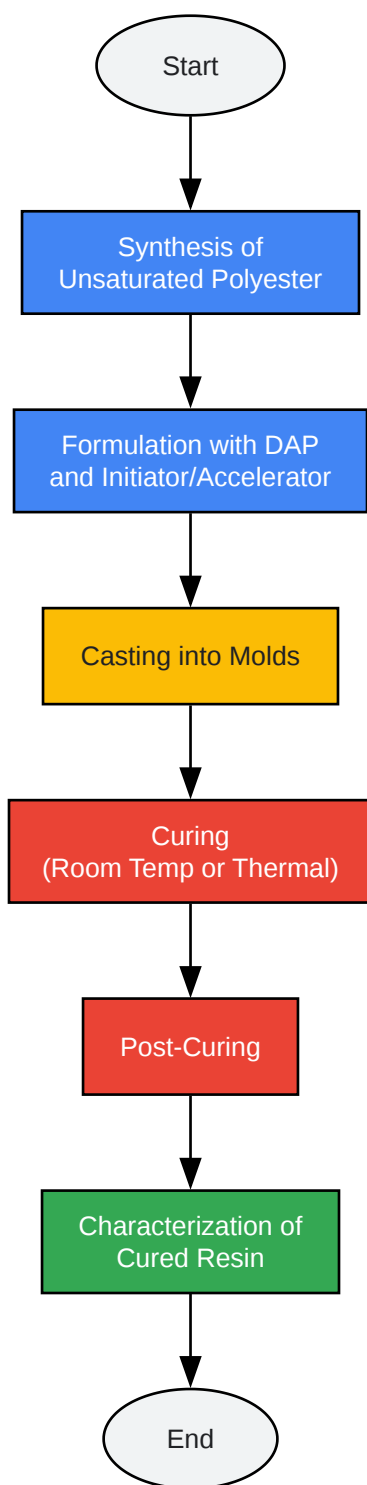 Start
Synthesis of
Unsaturated Polyester
Formulation with DAP
and Initiator/Accelerator
Casting into Molds
Curing
(Room Temp or Thermal)
Post-Curing
Characterization of
Cured Resin
End